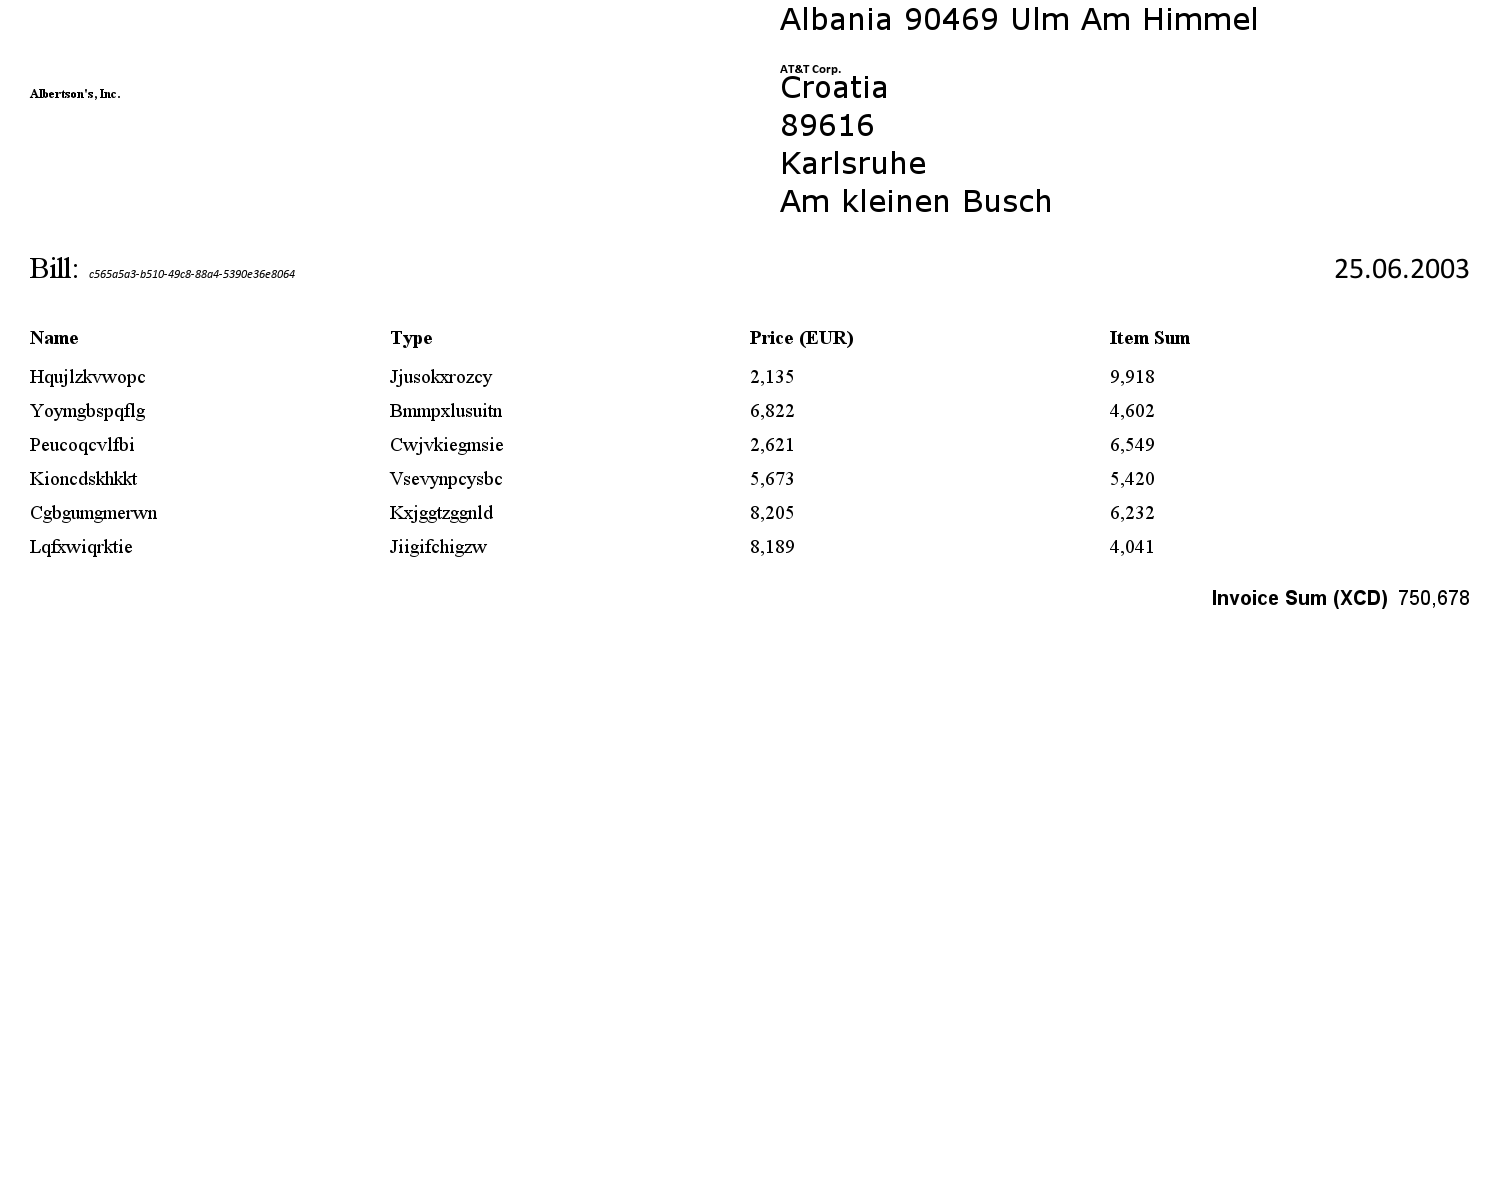 Albania 90469 Ulm Am Himmel
Albertson's, Inc.
AT&T Corp.
Croatia
89616
Karlsruhe
Am kleinen Busch
Bill: c565a5a3-b510-49c8-88a4-5390e36e8064 25.06.2003
Name Type Price (EUR) Item Sum
Hqujlzkvwopc Jjusokxrozcy 2,135 9,918
Yoymgbspqflg Bmmpxlusuitn 6,822 4,602
Peucoqcvlfbi Cwjvkiegmsie 2,621 6,549
Kioncdskhkkt Vsevynpcysbc 5,673 5,420
Cgbgumgmerwn Kxjggtzggnld 8,205 6,232
Lqfxwiqrktie Jiigifchigzw 8,189 4,041
Invoice Sum (XCD) 750,678